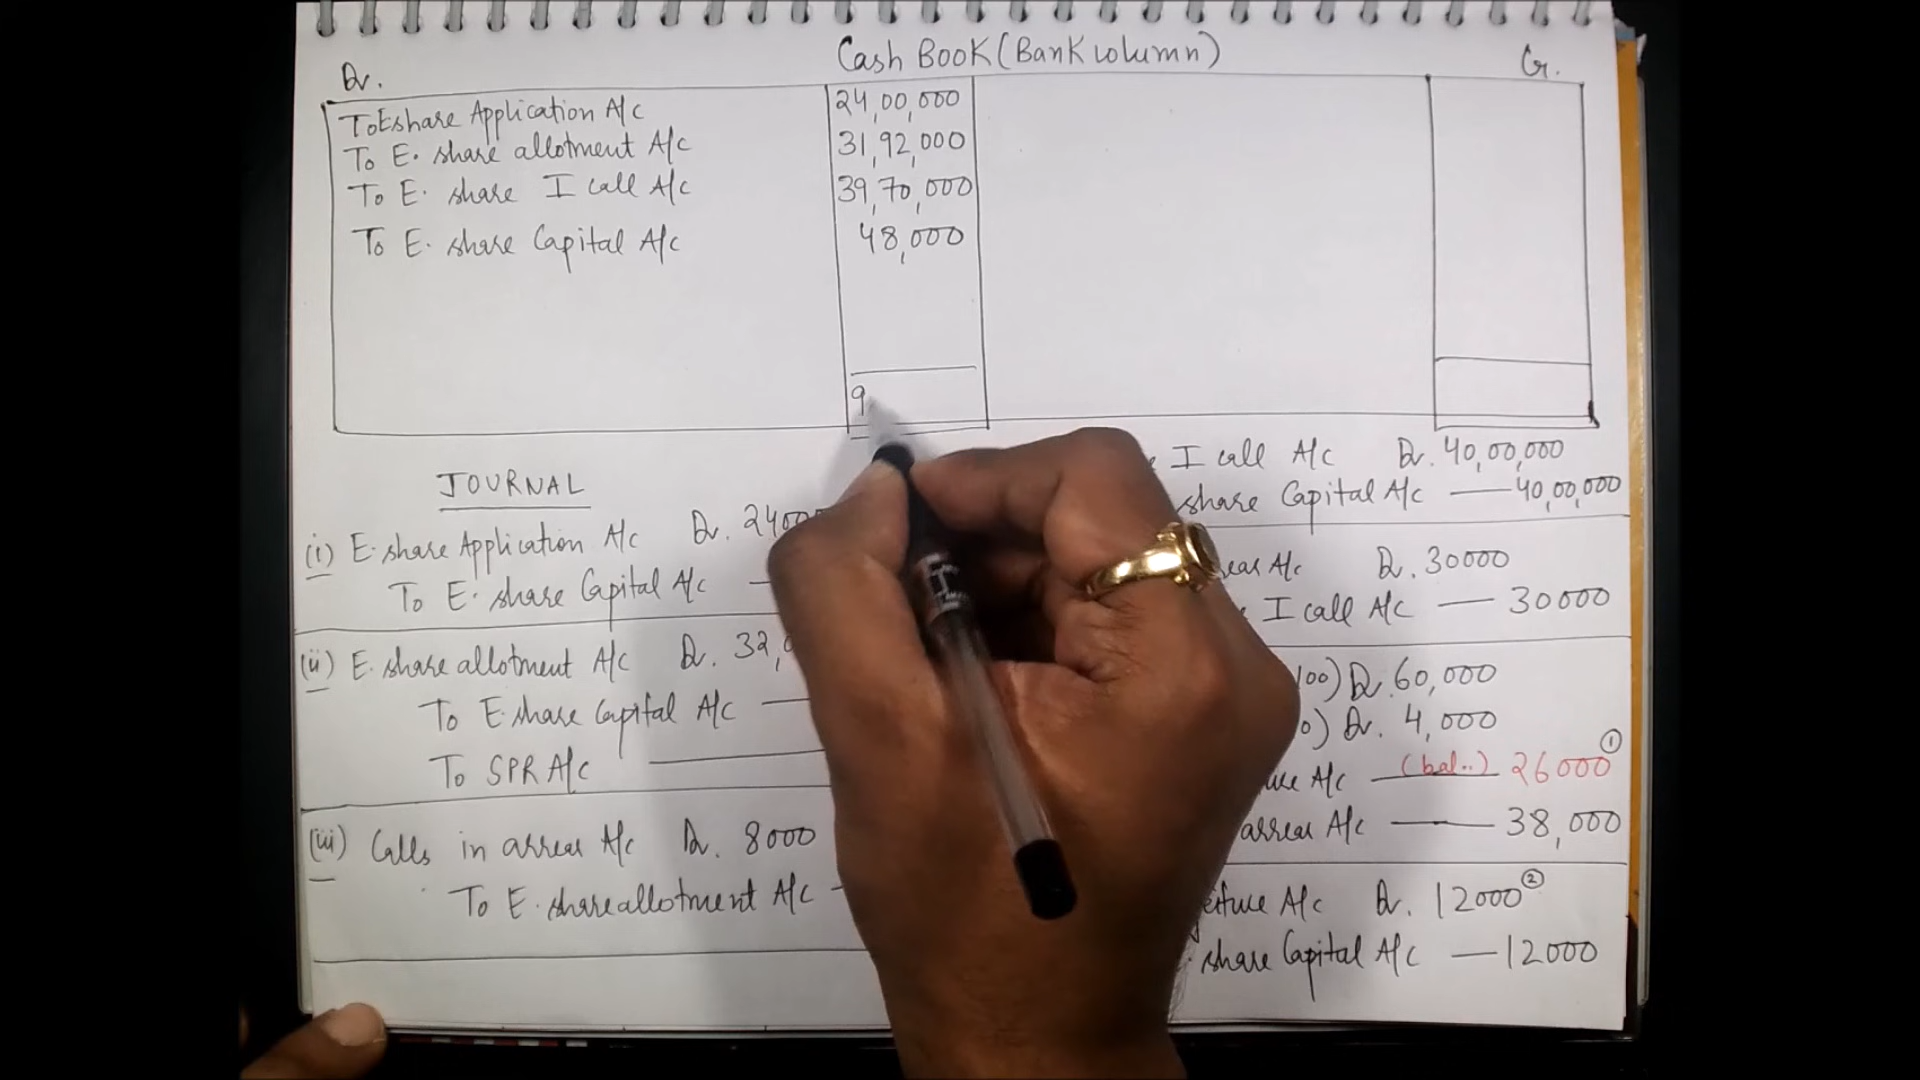 Cash Book (Bank column)
Dr. Cr.
To E share Application A/c 24,00,000
To E. share allotment A/c 31,92,000
To E. share I call A/c 39,70,000
To E. share Capital A/c 48,000
9
JOURNAL
(i) E. share Application A/c Dr. 2400
To E. share Capital A/c —
(ii) E. share allotment A/c Dr. 32,0
To E. share Capital A/c —
To SPR A/c —
(iii) Calls in arrear A/c Dr. 8000
To E. share allotment A/c —
I call A/c Dr. 40,00,000
share Capital A/c — 40,00,000
A/c Dr. 30000
I call A/c — 30000
100) Dr. 60,000
0) Dr. 4,000
A/c — (bal..) 26000 ①
arrear A/c — 38,000
A/c Dr. 12000 ②
share Capital A/c — 12000